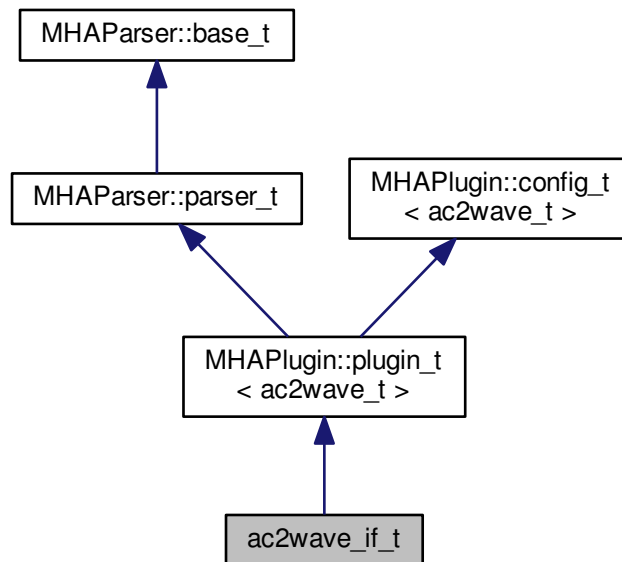 MHAParser::base_t
MHAParser::parser_t
MHAPlugin::config_t
< ac2wave_t >
MHAPlugin::plugin_t
< ac2wave_t >
ac2wave_if_t